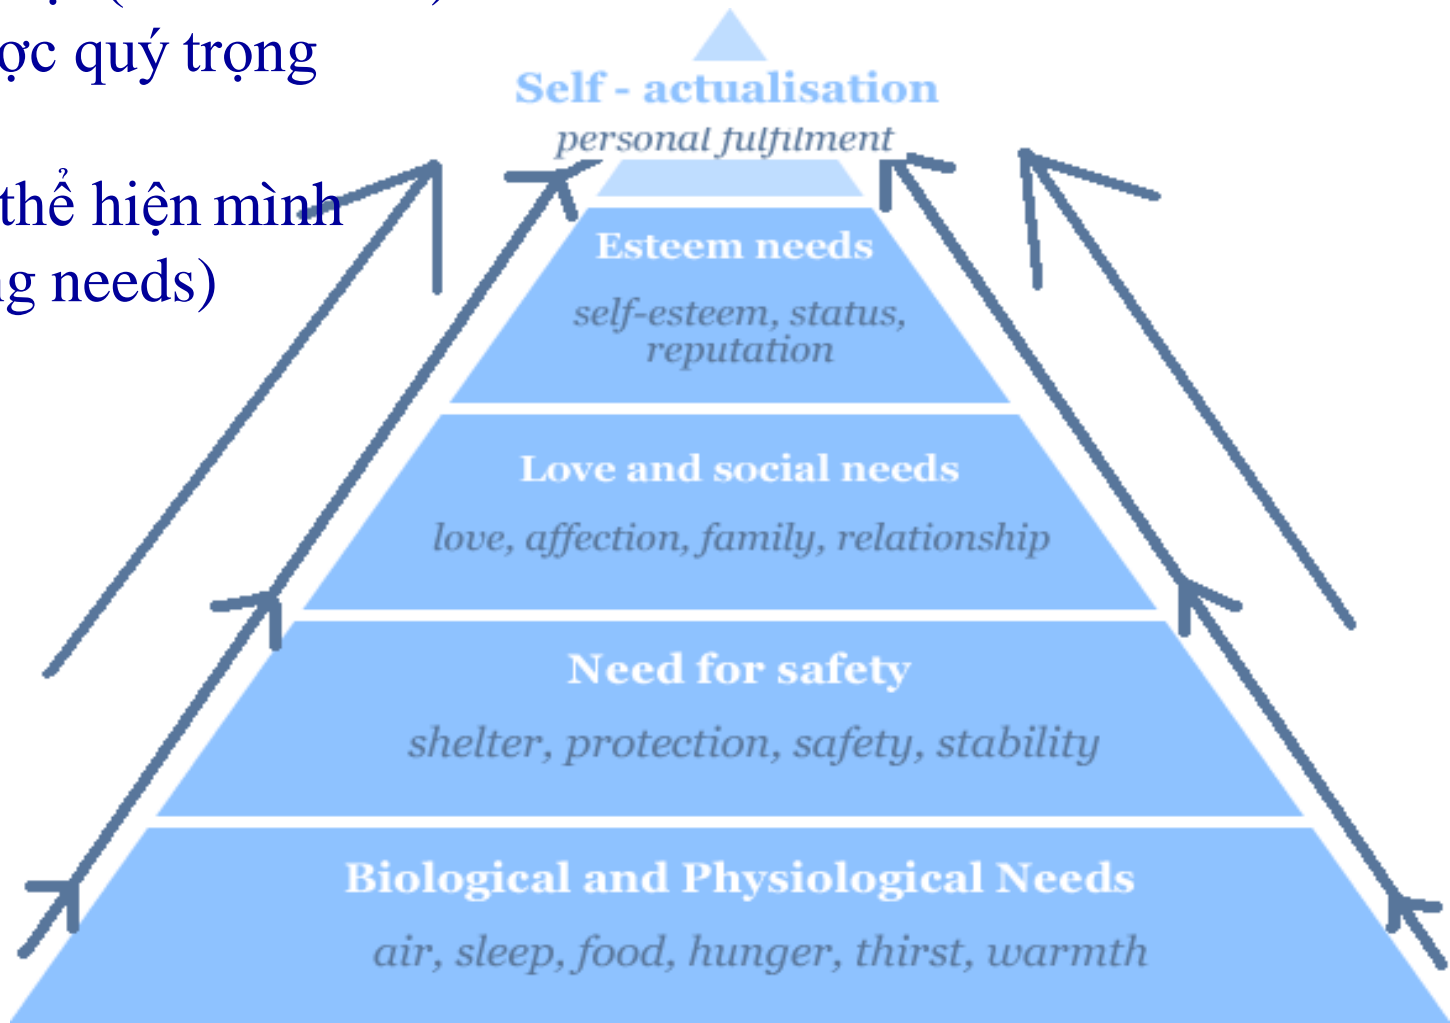 ợc quý trọng
thể hiện mình
g needs)
Self - actualisation
personal fulfilment
Esteem needs
self-esteem, status,
reputation
Love and social needs
love, affection, family, relationship
Need for safety
shelter, protection, safety, stability
Biological and Physiological Needs
air, sleep, food, hunger, thirst, warmth